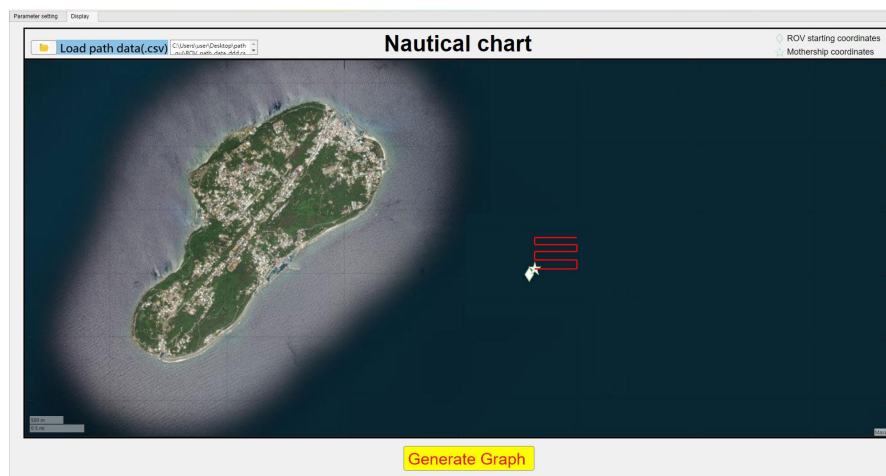 Parameter setting
Display
Load path data(.csv)
C:\Users\user\Desktop\path
Nautical chart
ROV starting coordinates
Mothership coordinates
500 m
Generate Graph